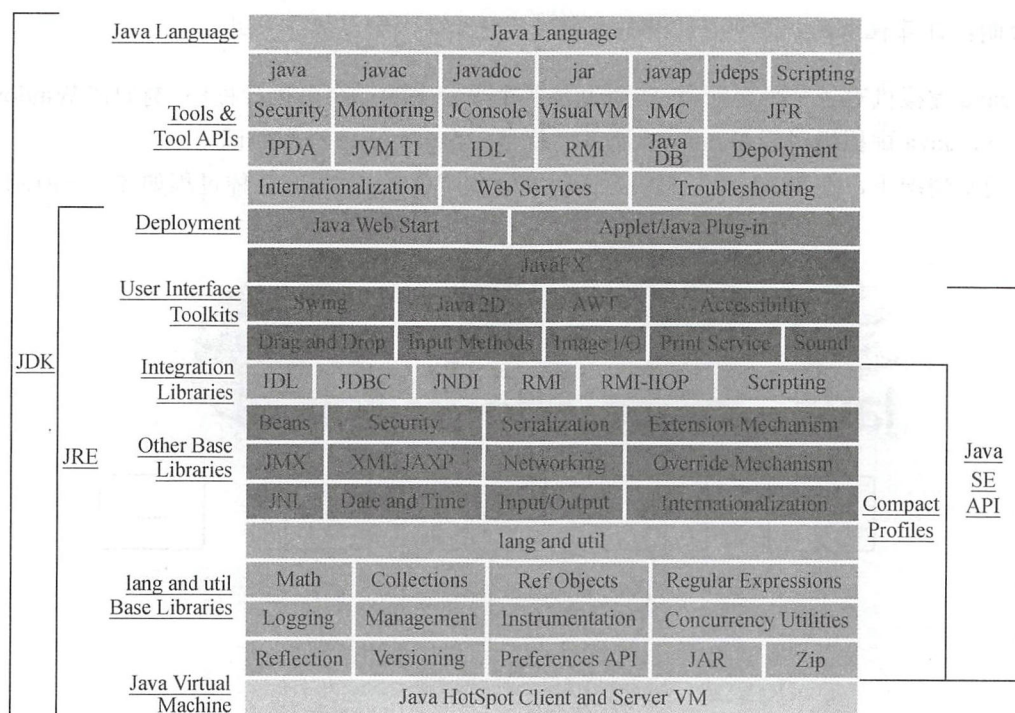 Java Language Java Language
java javac javadoc jar javap jdeps Scripting
Tools &
Tool APIs
Security Monitoring JConsole VisualVM JMC JFR
JPDA JVM TI IDL RMI Java
DB Depolyment
Internationalization Web Services Troubleshooting
Deployment Java Web Start Applet/Java Plug-in
JavaFX
User Interface
Toolkits
Swing Java 2D AWT Accessibility
Drag and Drop Input Methods Image I/O Print Service Sound
JDK
Integration
Libraries
IDL JDBC JNDI RMI RMI-IIOP Scripting
Beans Security Serialization Extension Mechanism
JRE
Other Base
Libraries
JMX XML JAXP Networking Override Mechanism
JNI Date and Time Input/Output Internationalization
Compact
Profiles
Java
SE
API
lang and util
lang and util
Base Libraries
Math Collections Ref Objects Regular Expressions
Logging Management Instrumentation Concurrency Utilities
Reflection Versioning Preferences API JAR Zip
Java Virtual
Machine
Java HotSpot Client and Server VM